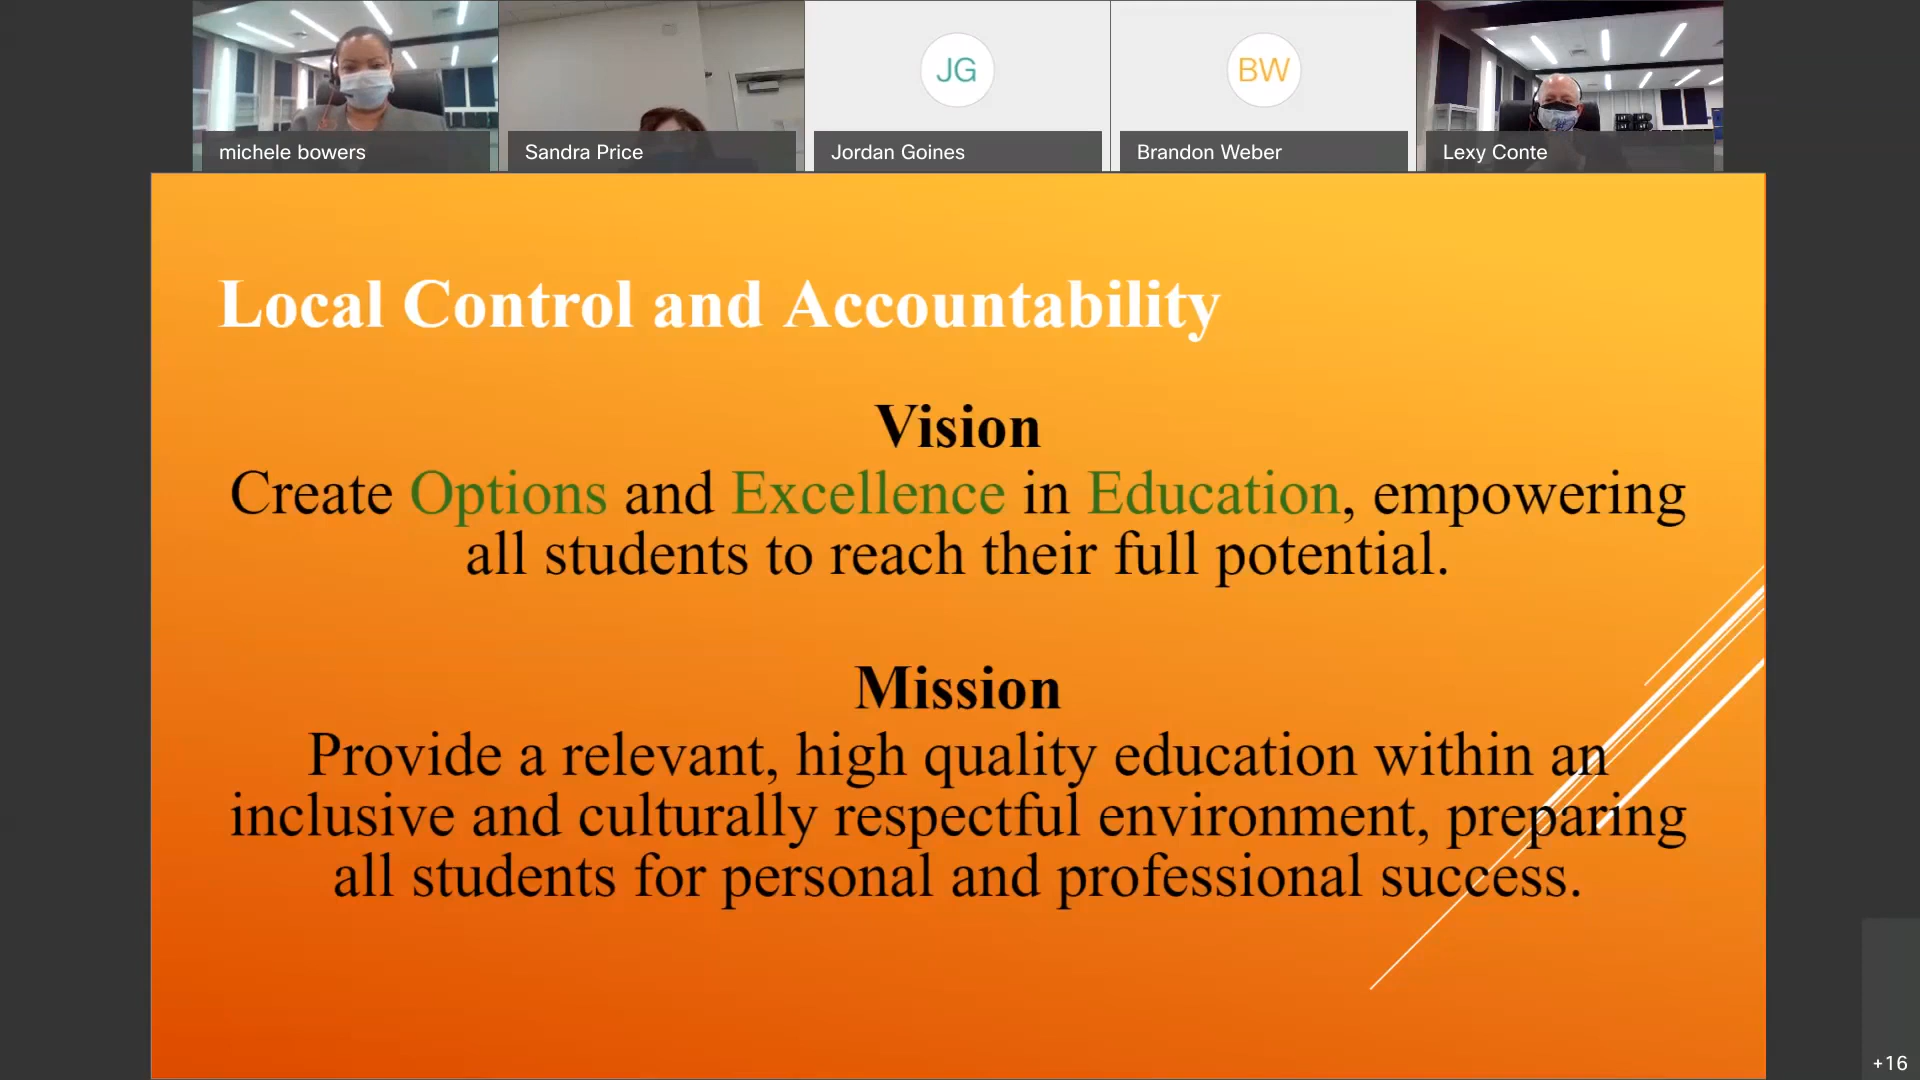 JG
BW
michele bowers
Sandra Price
Jordan Goines
Brandon Weber
Lexy Conte
Local Control and Accountability
Vision
Create Options and Excellence in Education, empowering
all students to reach their full potential.
Mission
Provide a relevant, high quality education within an
inclusive and culturally respectful environment, preparing
all students for personal and professional success.
+16